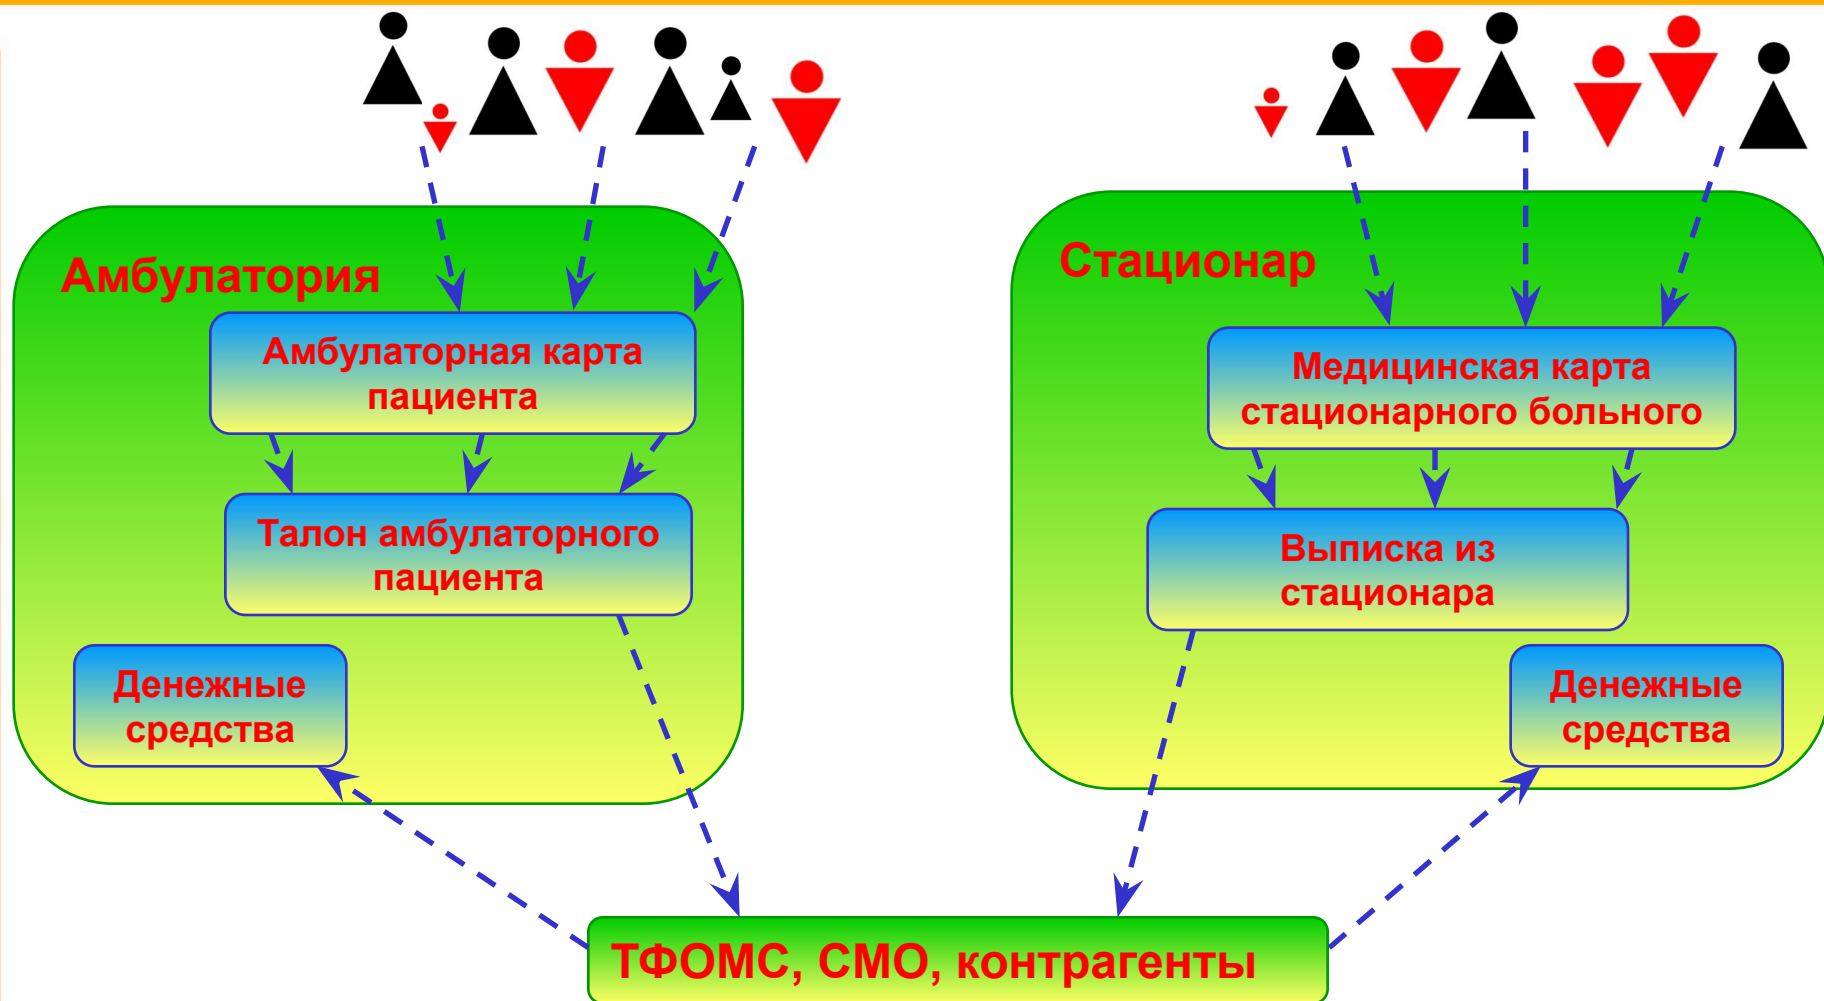 Амбулатория
Амбулаторная карта
пациента
Талон амбулаторного
пациента
Денежные
средства
Стационар
Медицинская карта
стационарного больного
Выписка из
стационара
Денежные
средства
ТФОМС, СМО, контрагенты